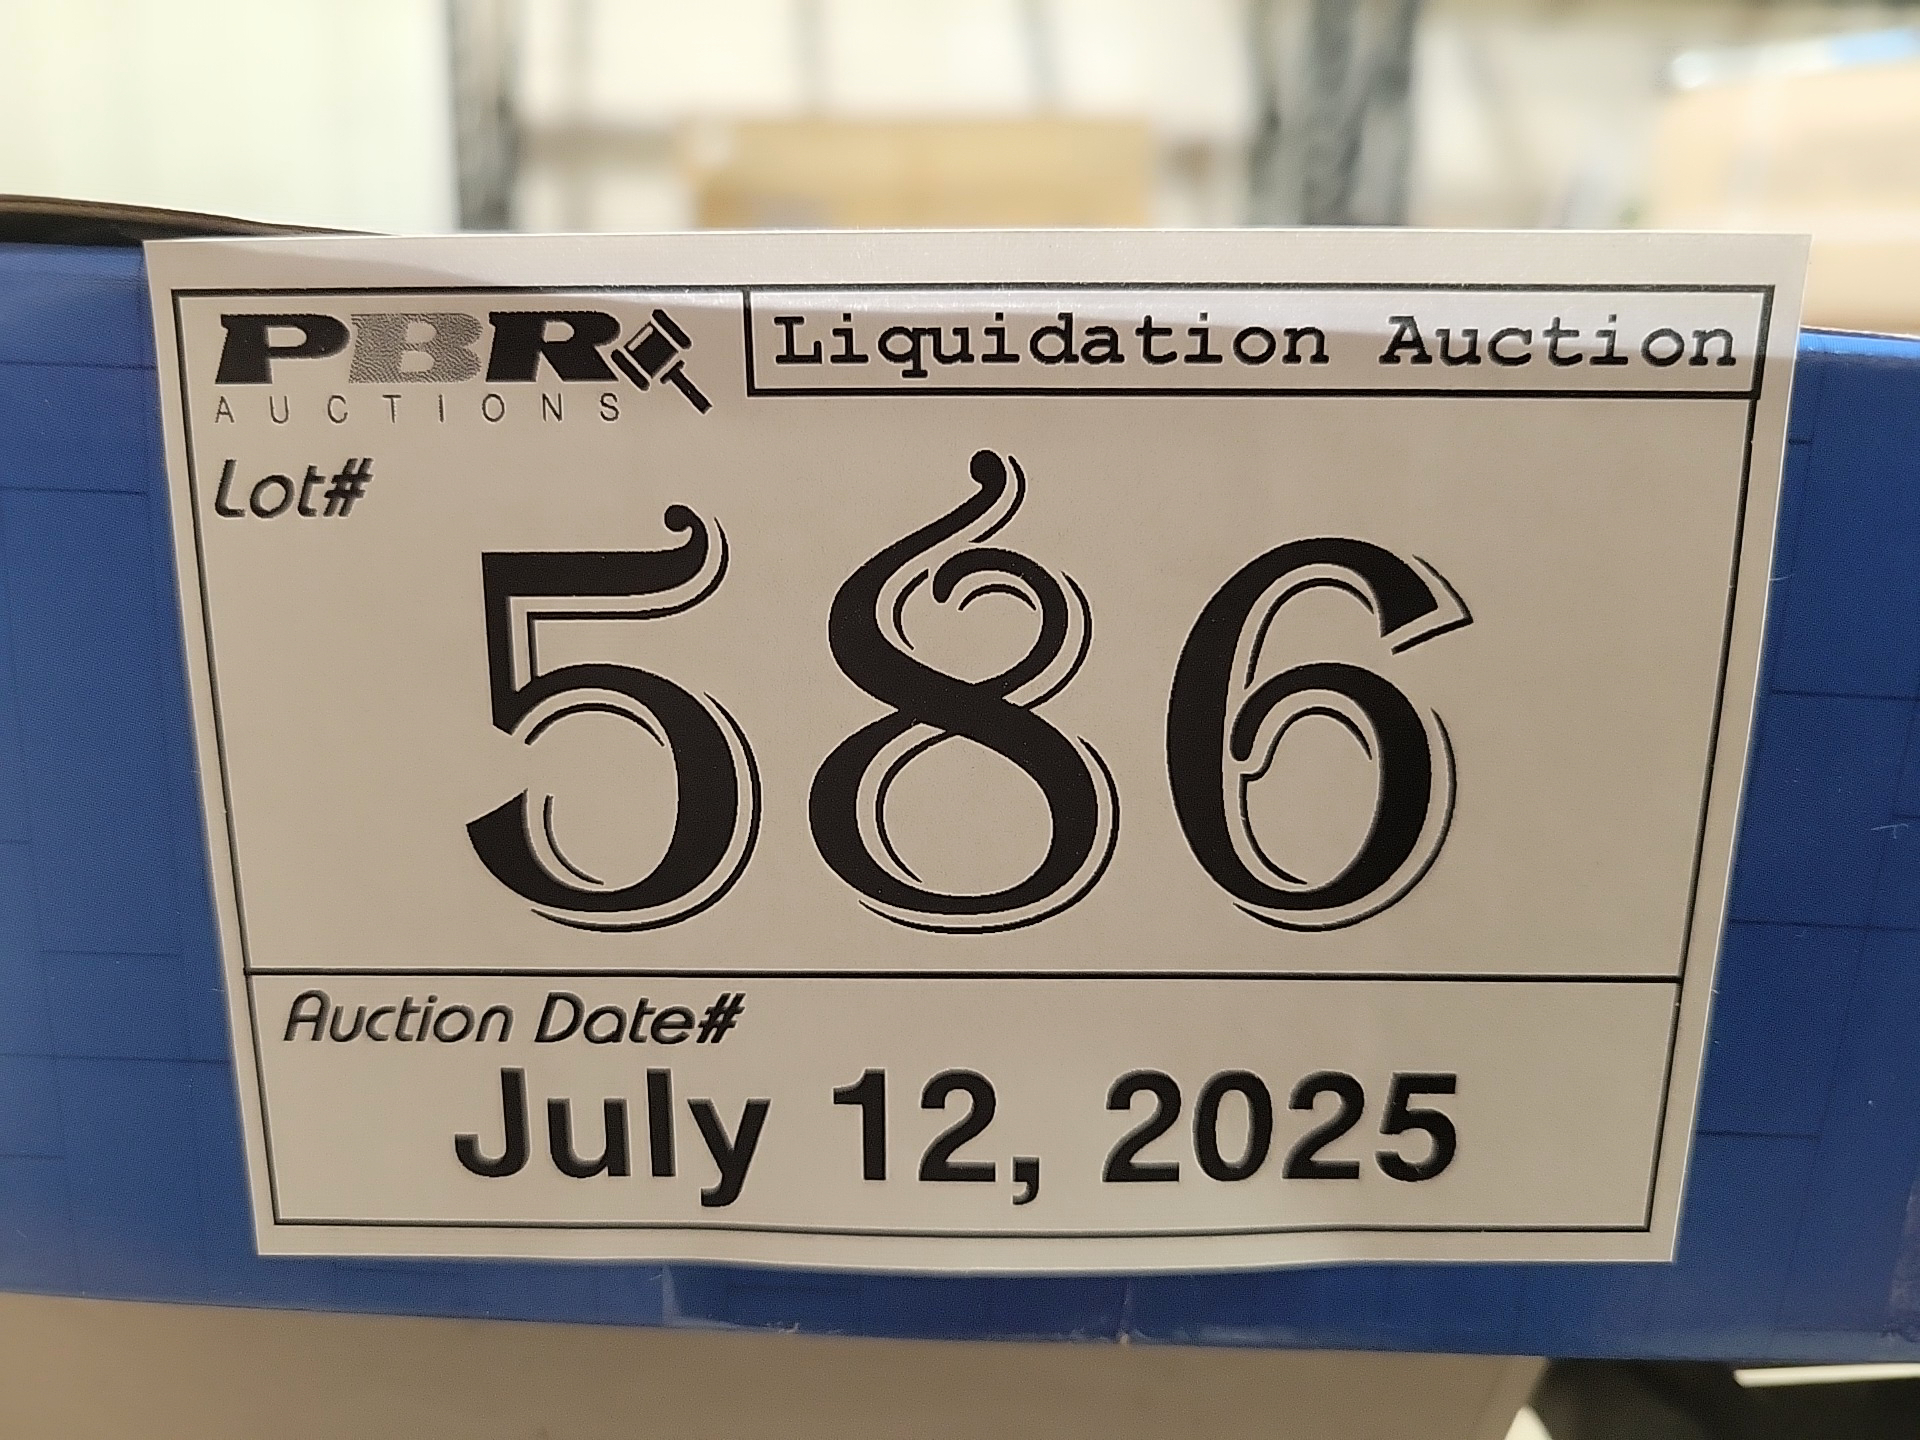 PBR
AUCTIONS
Liquidation Auction
Lot#
586
Auction Date#
July 12, 2025